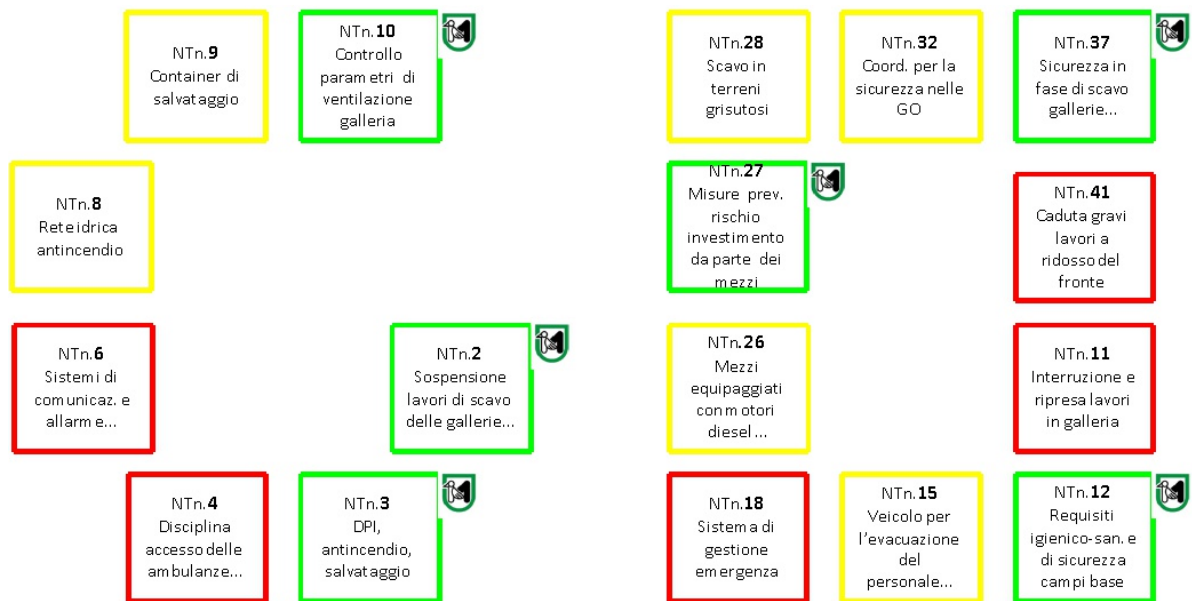 NTn.9
Container di
salvataggio
NTn.10
Controllo
parametri di
ventilazione
galleria
NTn.28
Scavo in
terreni
grisutosi
NTn.32
Coord. per la
sicurezza nelle
GO
NTn.37
Sicurezza in
fase di scavo
gallerie...
NTn.8
Rete idrica
antincendio
NTn.27
Misure prev.
rischio
investimento
da parte dei
mezzi
NTn.41
Caduta gravi
lavori a
ridosso del
fronte
NTn.6
Sistemi di
comunicaz. e
allarme...
NTn.2
Sospensione
lavori di scavo
delle gallerie...
NTn.26
Mezzi
equipaggiati
con motori
diesel...
NTn.11
Interruzione e
ripresa lavori
in galleria
NTn.4
Disciplina
accesso delle
ambulanze...
NTn.3
DPI,
antincendio,
salvataggio
NTn.18
Sistema di
gestione
emergenza
NTn.15
Veicolo per
l'evacuazione
del
personale...
NTn.12
Requisiti
igienico-san. e
di sicurezza
campi base